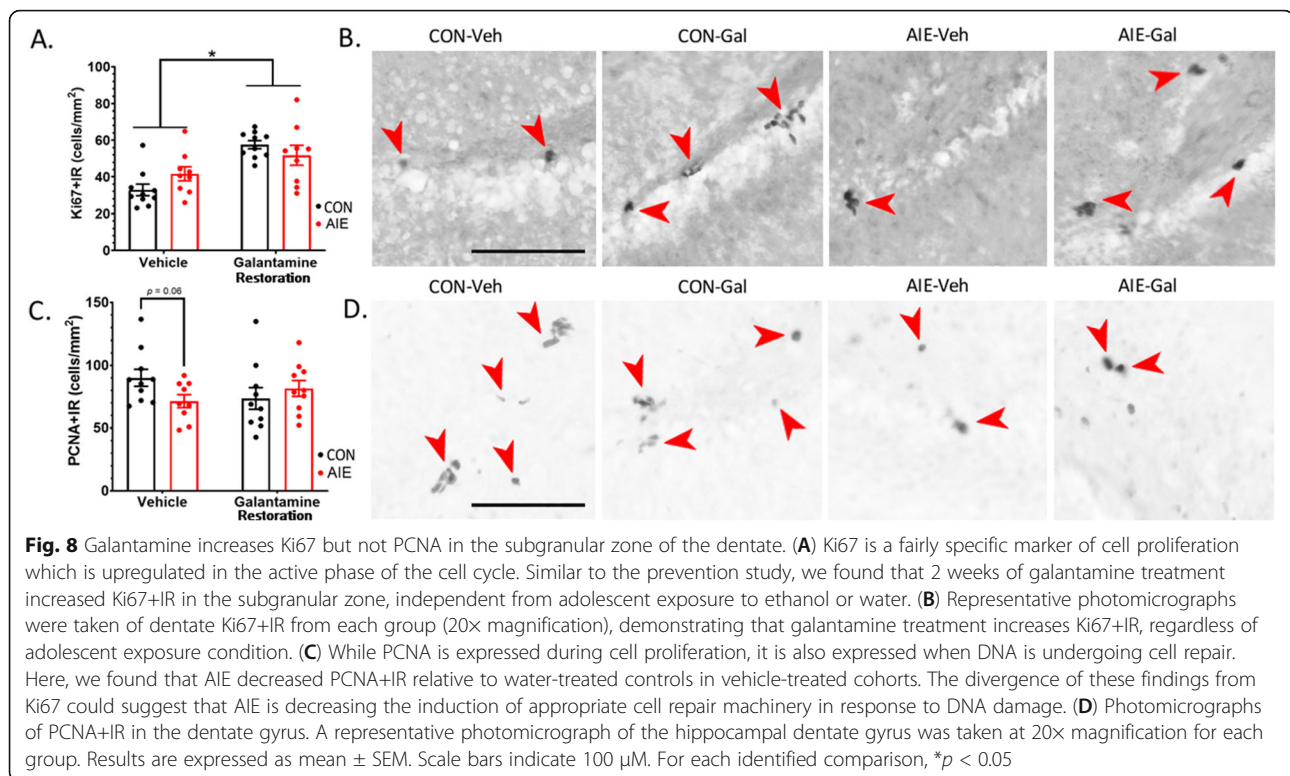 A.
*
Ki67+IR (cells/mm²)
100
80
60
40
20
0
CON
AIE
Vehicle
Galantamine
Restoration
B.
CON-Veh
CON-Gal
AIE-Veh
AIE-Gal
C.
p = 0.06
PCNA+IR (cells/mm²)
150
100
50
0
CON
AIE
Vehicle
Galantamine
Restoration
D.
CON-Veh
CON-Gal
AIE-Veh
AIE-Gal
Fig. 8 Galantamine increases Ki67 but not PCNA in the subgranular zone of the dentate. (A) Ki67 is a fairly specific marker of cell proliferation
which is upregulated in the active phase of the cell cycle. Similar to the prevention study, we found that 2 weeks of galantamine treatment
increased Ki67+IR in the subgranular zone, independent from adolescent exposure to ethanol or water. (B) Representative photomicrographs
were taken of dentate Ki67+IR from each group (20× magnification), demonstrating that galantamine treatment increases Ki67+IR, regardless of
adolescent exposure condition. (C) While PCNA is expressed during cell proliferation, it is also expressed when DNA is undergoing cell repair.
Here, we found that AIE decreased PCNA+IR relative to water-treated controls in vehicle-treated cohorts. The divergence of these findings from
Ki67 could suggest that AIE is decreasing the induction of appropriate cell repair machinery in response to DNA damage. (D) Photomicrographs
of PCNA+IR in the dentate gyrus. A representative photomicrograph of the hippocampal dentate gyrus was taken at 20× magnification for each
group. Results are expressed as mean ± SEM. Scale bars indicate 100 μM. For each identified comparison, *p < 0.05